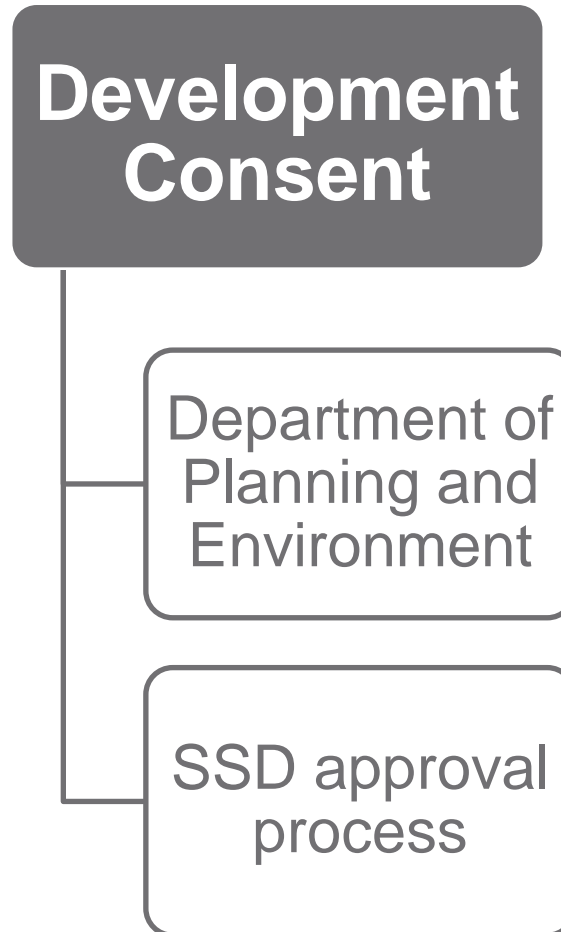 Development
Consent
Department of
Planning and
Environment
SSD approval
process